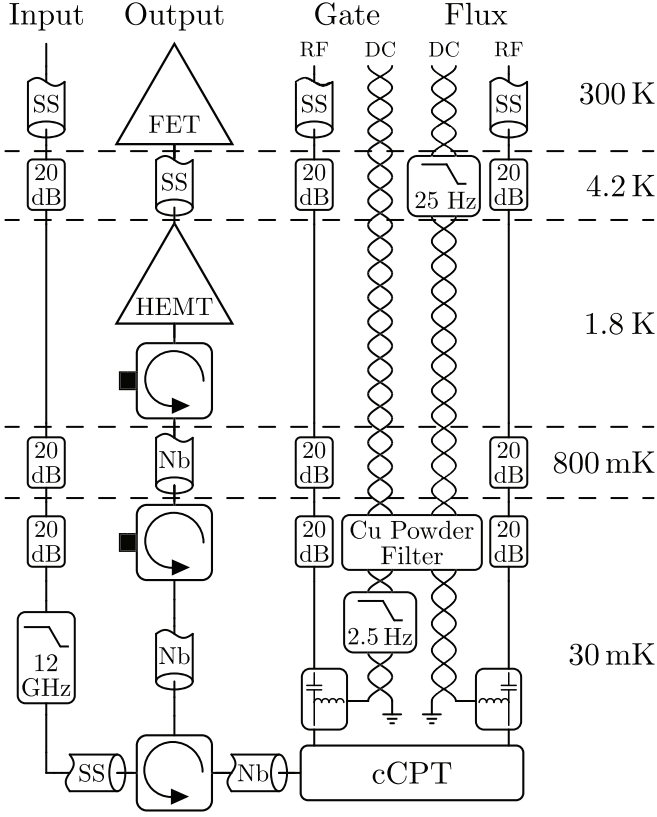 Input Output Gate Flux
RF DC DC RF
SS SS SS 300 K
FET
20 dB SS 20 dB 25 Hz 20 dB 4.2 K
HEMT 1.8 K
20 dB Nb 20 dB 20 dB 800 mK
20 dB 20 dB Cu Powder Filter 20 dB
12 GHz Nb 2.5 Hz 30 mK
SS Nb cCPT